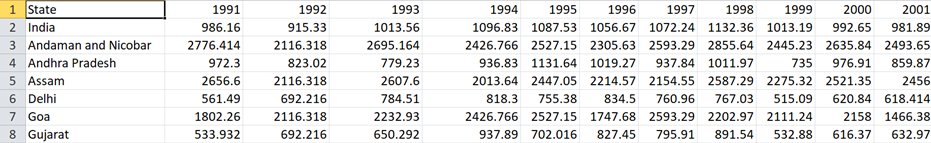 1 State 1991 1992 1993 1994 1995 1996 1997 1998 1999 2000 2001
2 India 986.16 915.33 1013.56 1096.83 1087.53 1056.67 1072.24 1132.36 1013.19 992.65 981.89
3 Andaman and Nicobar 2776.414 2116.318 2695.164 2426.766 2527.15 2305.63 2593.29 2855.64 2445.23 2635.84 2493.65
4 Andhra Pradesh 972.3 823.02 779.23 936.83 1131.64 1019.27 937.84 1011.97 735 976.91 859.87
5 Assam 2656.6 2116.318 2607.6 2013.64 2447.05 2214.57 2154.55 2587.29 2275.32 2521.35 2456
6 Delhi 561.49 692.216 784.51 818.3 755.38 834.5 760.96 767.03 515.09 620.84 618.414
7 Goa 1802.26 2116.318 2232.93 2426.766 2527.15 1747.68 2593.29 2202.97 2111.24 2158 1466.38
8 Gujarat 533.932 692.216 650.292 937.89 702.016 827.45 795.91 891.54 532.88 616.37 632.97